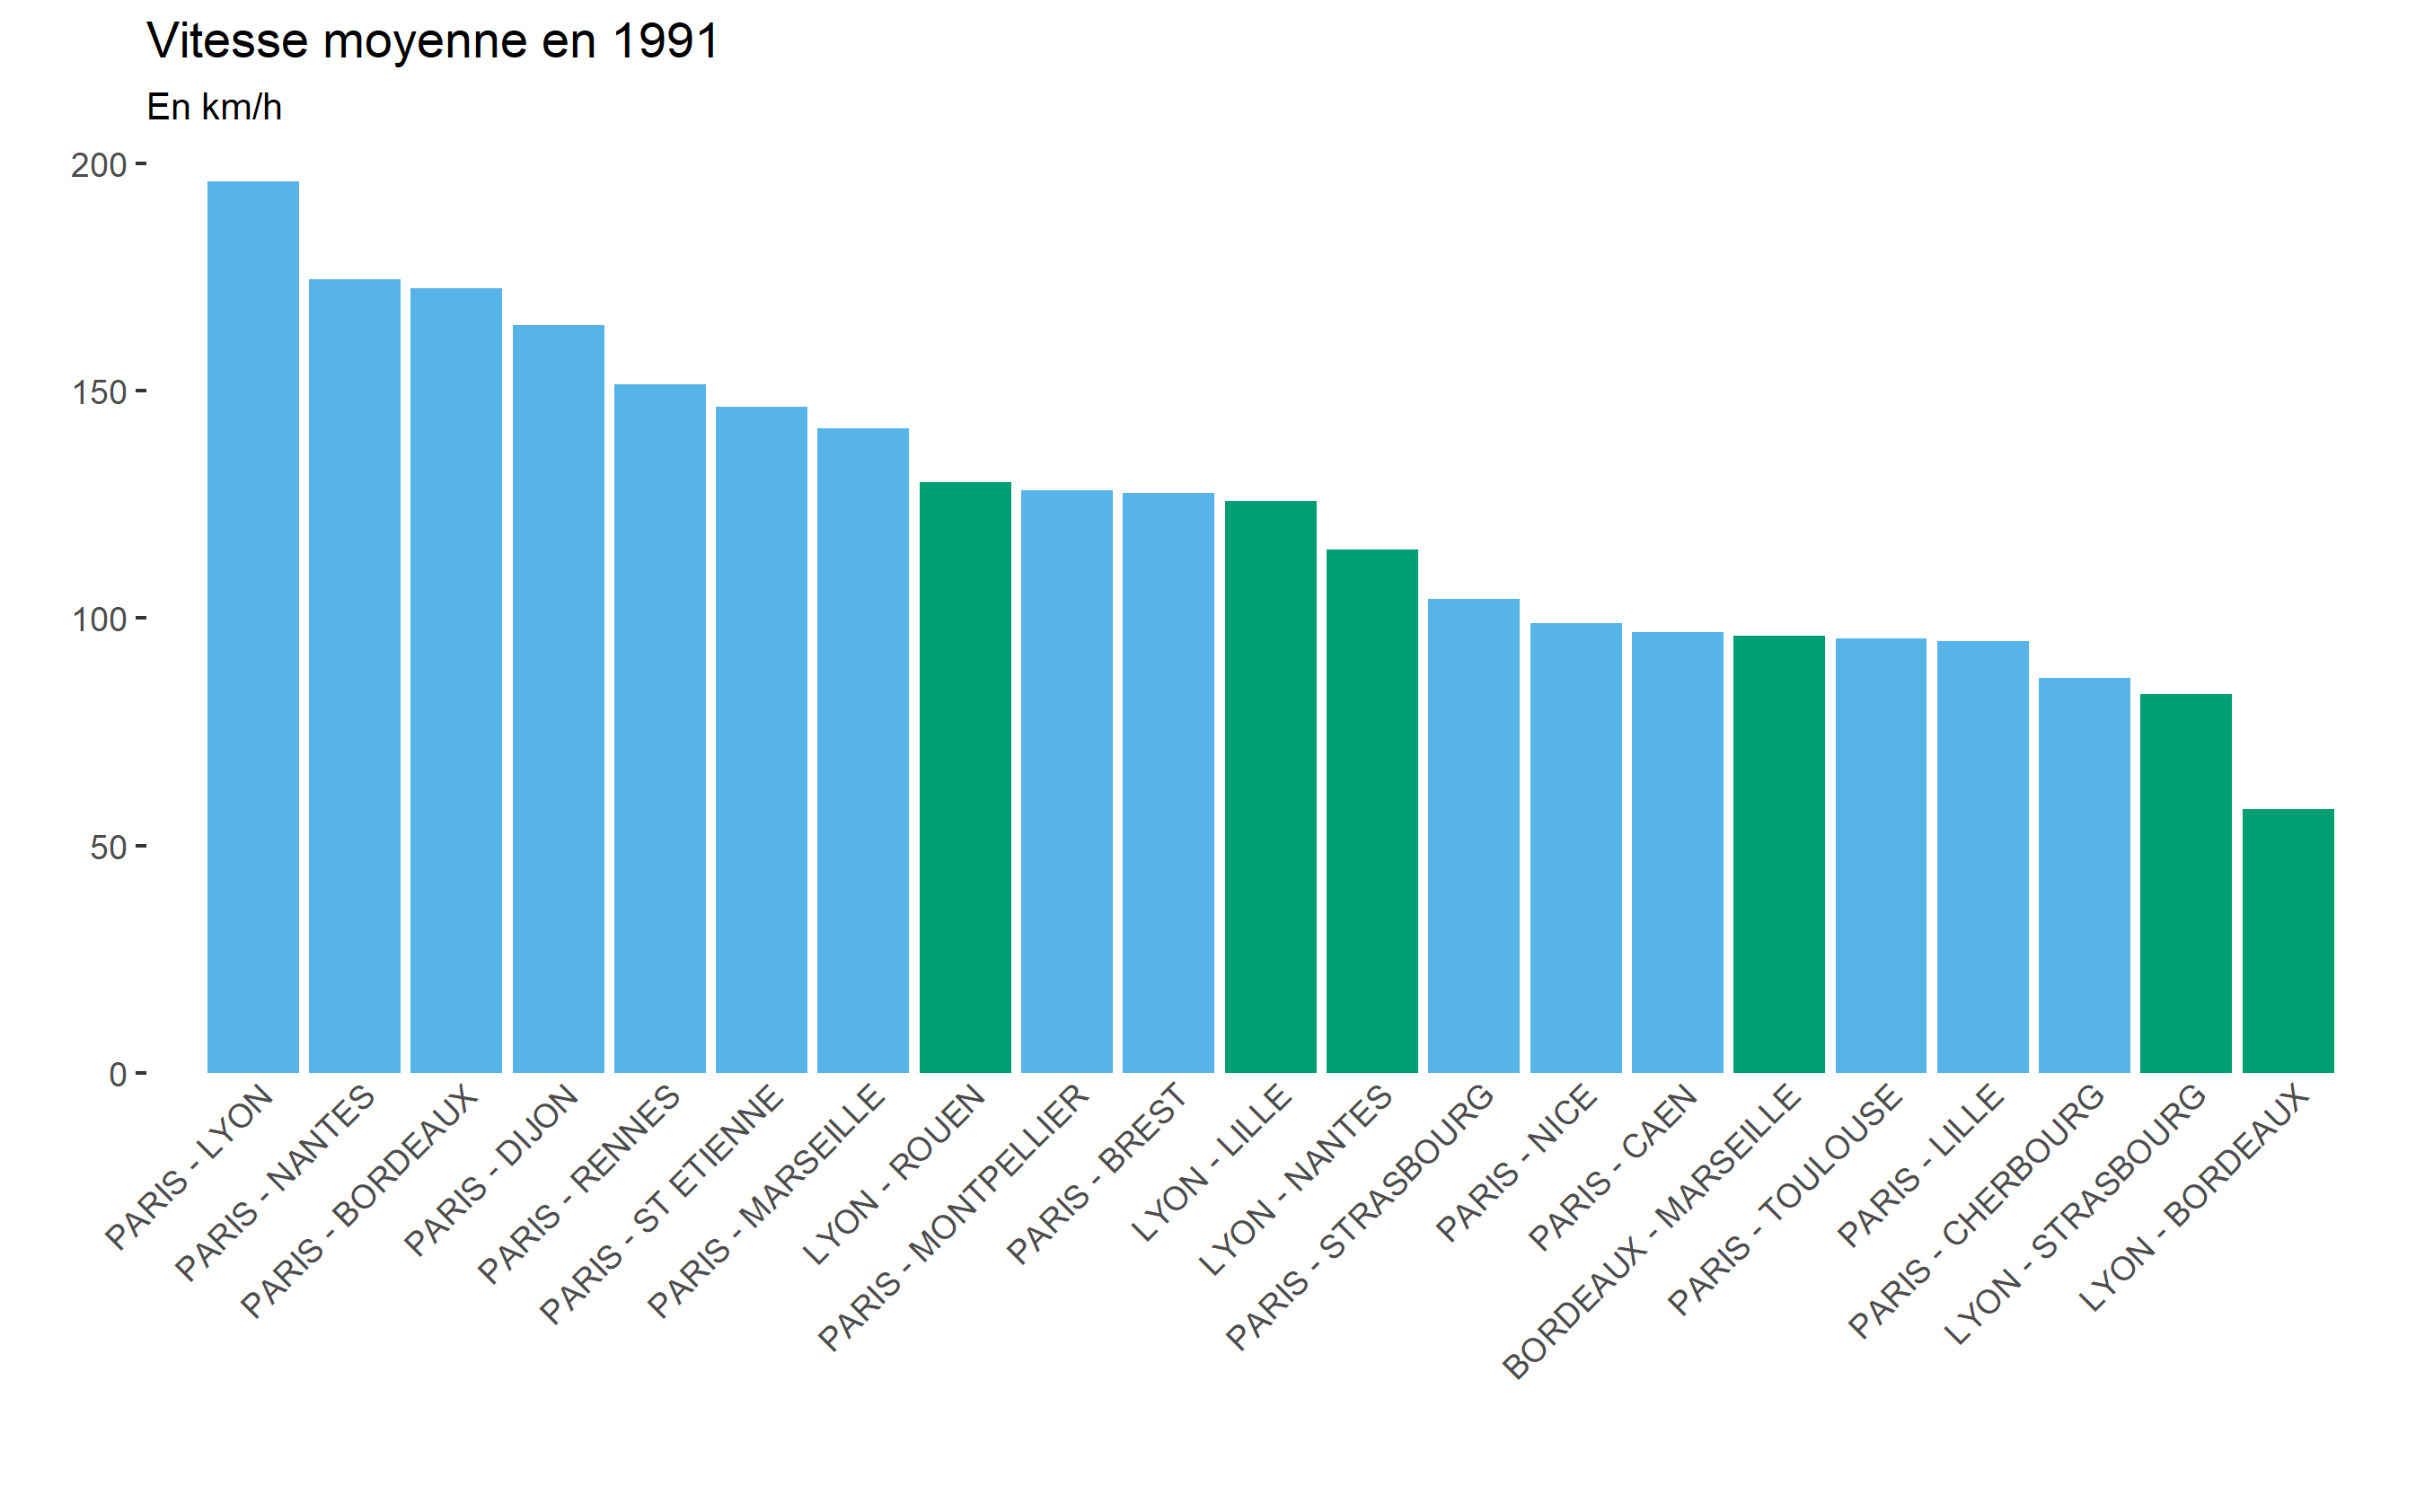 Vitesse moyenne en 1991
En km/h
200
150
100
50
0
PARIS - LYON
PARIS - NANTES
PARIS - BORDEAUX
PARIS - DIJON
PARIS - RENNES
PARIS - ST ETIENNE
PARIS - MARSEILLE
LYON - ROUEN
PARIS - MONTPELLIER
PARIS - BREST
LYON - LILLE
LYON - NANTES
PARIS - STRASBOURG
PARIS - NICE
PARIS - CAEN
BORDEAUX - MARSEILLE
PARIS - TOULOUSE
PARIS - LILLE
PARIS - CHERBOURG
LYON - STRASBOURG
LYON - BORDEAUX